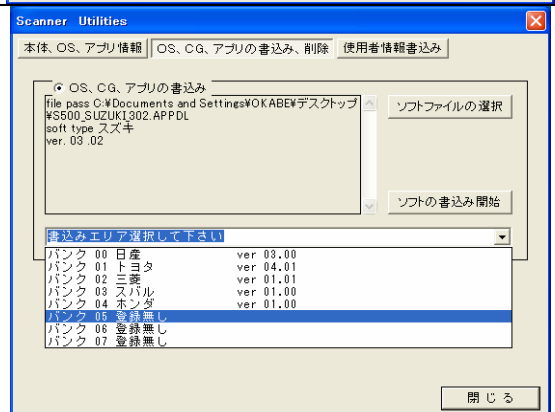 Scanner Utilities
本体、OS、アプリ情報 OS、CG、アプリの書込み、削除 使用者情報書込み
OS、CG、アプリの書込み
file pass C:¥Documents and Settings¥OKABE¥デスクトップ
¥S500_SUZUKI302.APPDL
soft type スズキ
ver. 03 .02
ソフトファイルの選択
ソフトの書込み開始
書込みエリア選択して下さい
バンク 00 日産 ver 03.00
バンク 01 トヨタ ver 04.01
バンク 02 三菱 ver 01.01
バンク 03 スバル ver 01.00
バンク 04 ホンダ ver 01.00
バンク 05 登録無し
バンク 06 登録無し
バンク 07 登録無し
閉じる